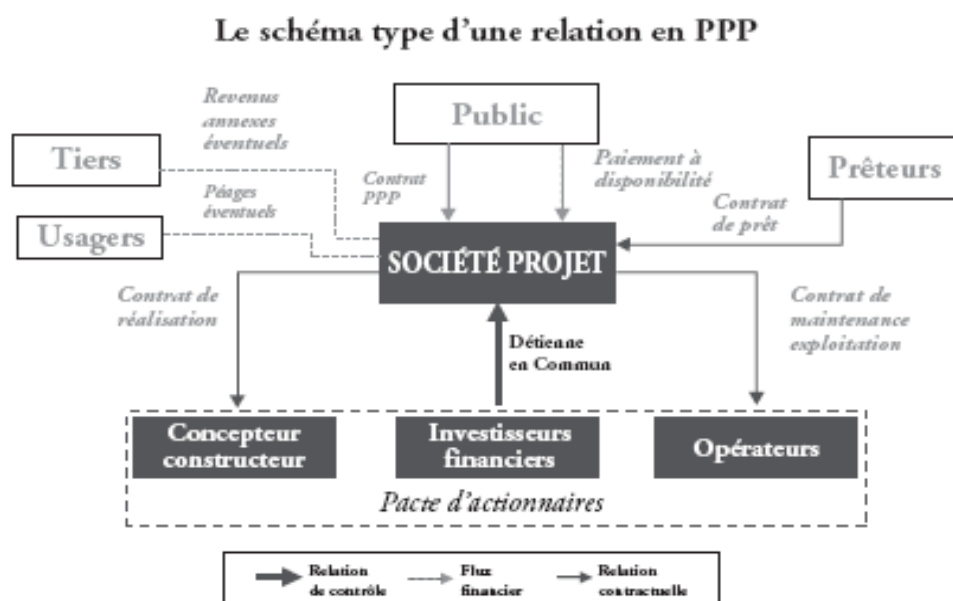 Le schéma type d'une relation en PPP
Revenus
annexes
éventuels
Public
Tiers
Paiement à
disponibilité
Prêteurs
Péages
éventuels
Contrat
PPP
Contrat
de prêt
Usagers
SOCIÉTÉ PROJET
Contrat de
réalisation
Contrat de
maintenance
exploitation
Détienne
en Commun
Concepteur
constructeur
Investisseurs
financiers
Opérateurs
Pacte d'actionnaires
Relation
de contrôle
Flux
financier
Relation
contractuelle